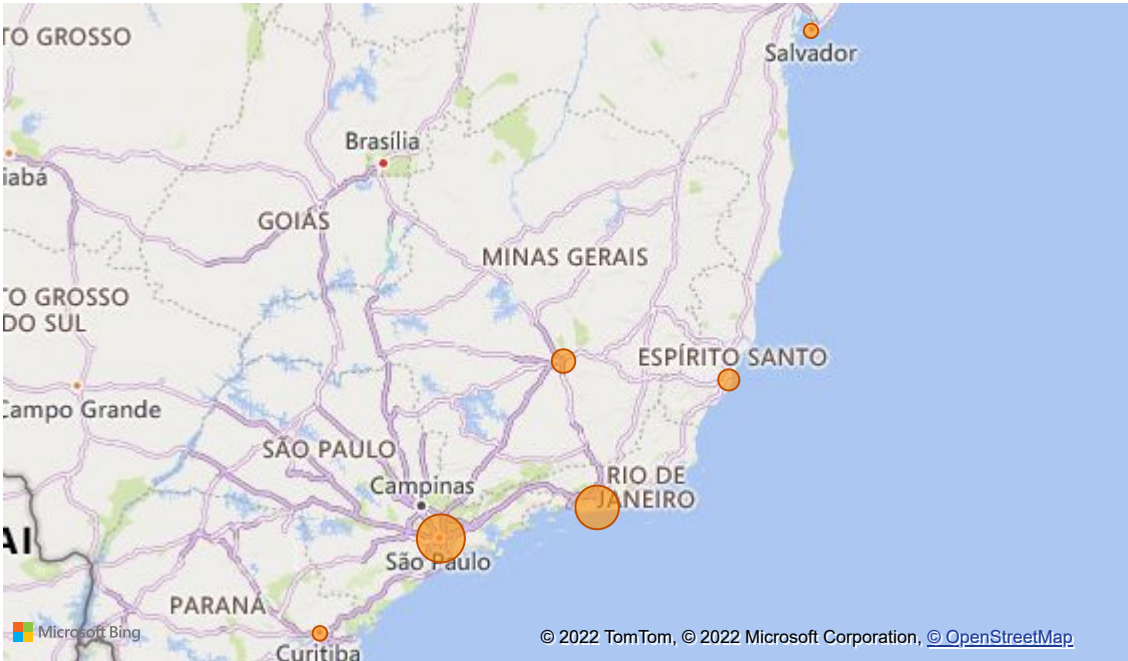 TO GROSSO
Salvador
Brasília
iabá
GOIÁS
MINAS GERAIS
TO GROSSO
DO SUL
ESPÍRITO SANTO
Campo Grande
SÃO PAULO
RIO DE
JANEIRO
Campinas
AI
São Paulo
PARANÁ
Microsoft Bing
© 2022 TomTom, © 2022 Microsoft Corporation, © OpenStreetMap
Curitiba